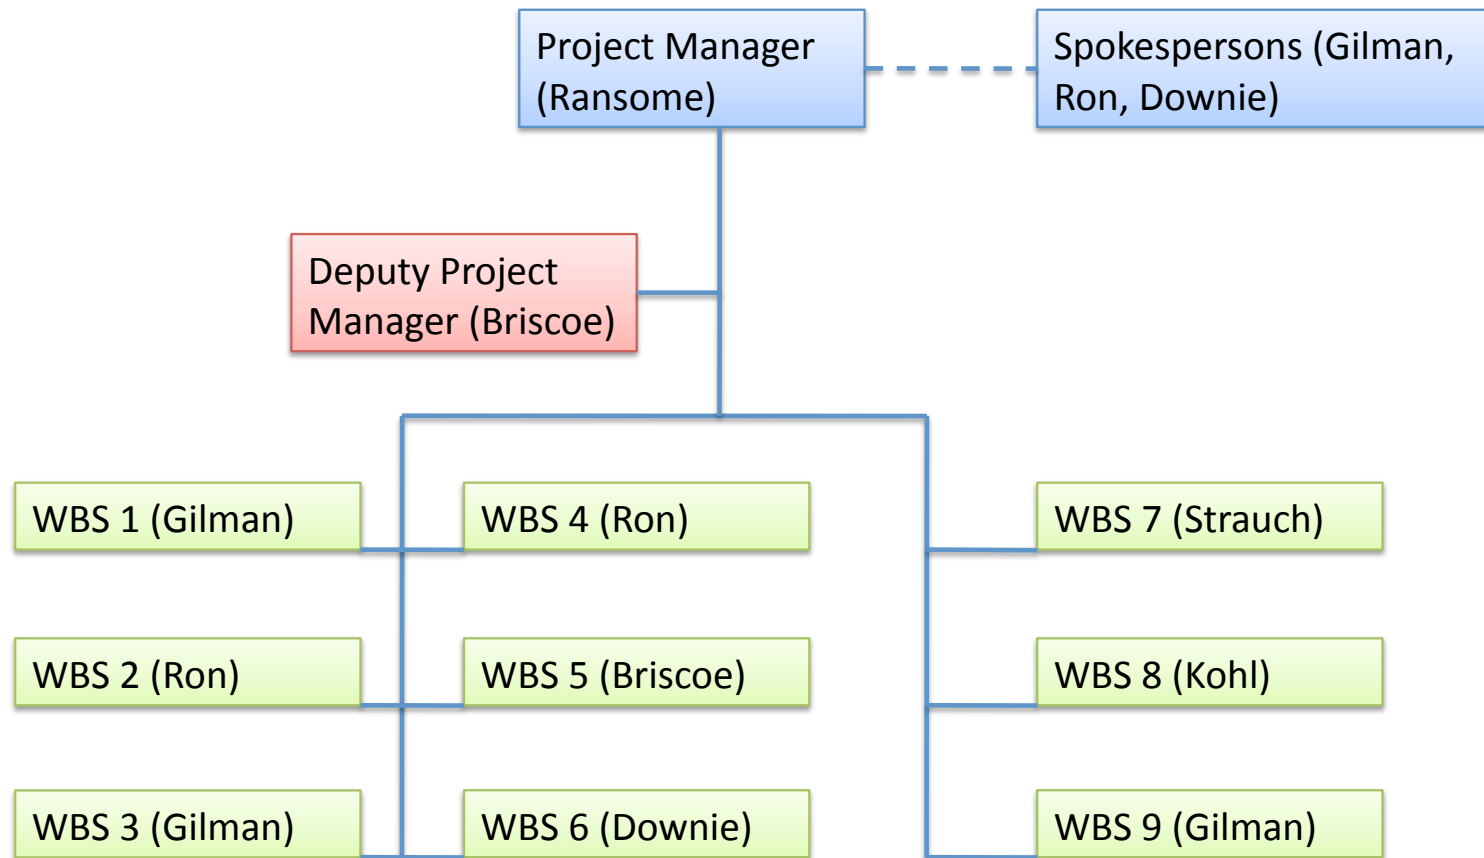 Project Manager
(Ransome)
Spokespersons (Gilman,
Ron, Downie)
Deputy Project
Manager (Briscoe)
WBS 1 (Gilman)
WBS 4 (Ron)
WBS 7 (Strauch)
WBS 2 (Ron)
WBS 5 (Briscoe)
WBS 8 (Kohl)
WBS 3 (Gilman)
WBS 6 (Downie)
WBS 9 (Gilman)